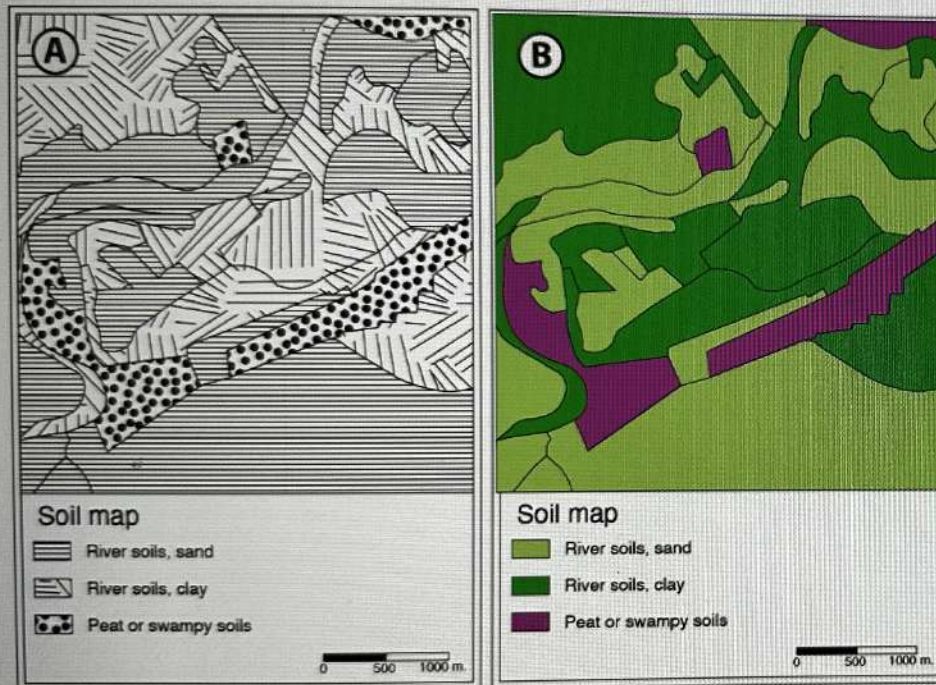 A
Soil map
River soils, sand
River soils, clay
Peat or swampy soils
0 500 1000 m.
B
Soil map
River soils, sand
River soils, clay
Peat or swampy soils
0 500 1000 m.